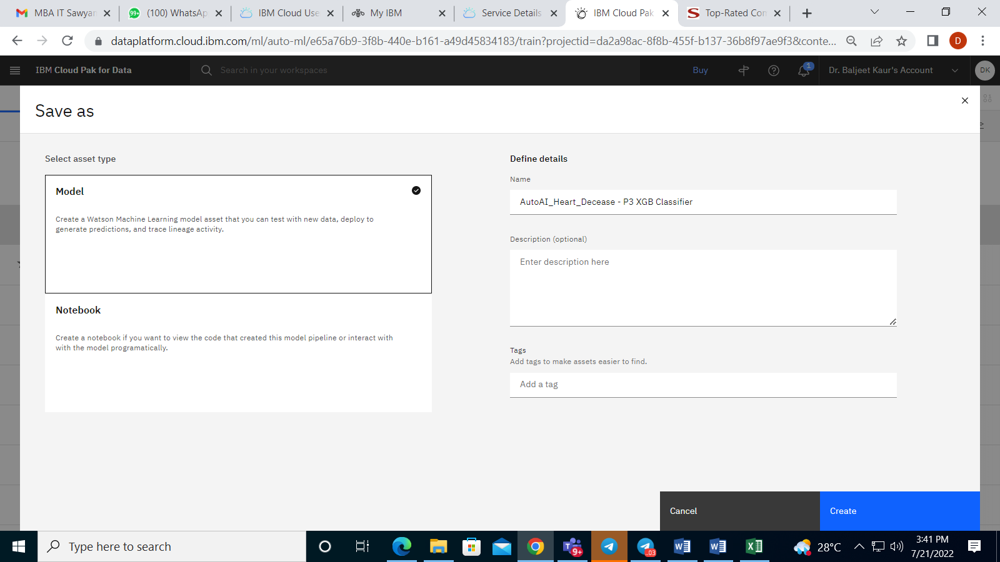 MBA IT Sawyan
99+
(100) WhatsAp
IBM Cloud Use
My IBM
Service Details
IBM Cloud Pak
S
Top-Rated Con
dataplatform.cloud.ibm.com/ml/auto-ml/e65a76b9-3f8b-440e-b161-a49d45834183/train?projectid=da2a98ac-8f8b-455f-b137-36b8f97ae9f3&conte...
D
IBM Cloud Pak for Data
Search in your workspaces
Buy
1
Dr. Baljeet Kaur's Account
DK
Save as
Select asset type
Model
Create a Watson Machine Learning model asset that you can test with new data, deploy to
generate predictions, and trace lineage activity.
Notebook
Create a notebook if you want to view the code that created this model pipeline or interact with
with the model programatically.
Define details
Name
AutoAI_Heart_Decease - P3 XGB Classifier
Description (optional)
Enter description here
Tags
Add tags to make assets easier to find.
Add a tag
Cancel
Create
Type here to search
9+
.03
28°C
3:41 PM
7/21/2022